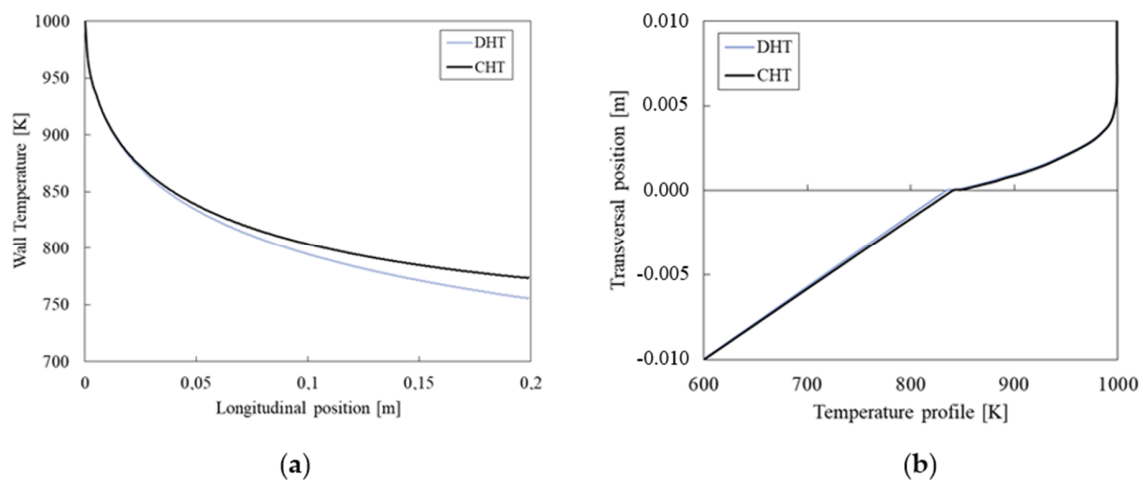 1000
950
900
850
800
750
700
Wall Temperature [K]
DHT
CHT
0
0,05
0,1
0,15
0,2
Longitudinal position [m]
(a)
0.010
0.005
0.000
-0.005
-0.010
Transversal position [m]
DHT
CHT
600
700
800
900
1000
Temperature profile [K]
(b)